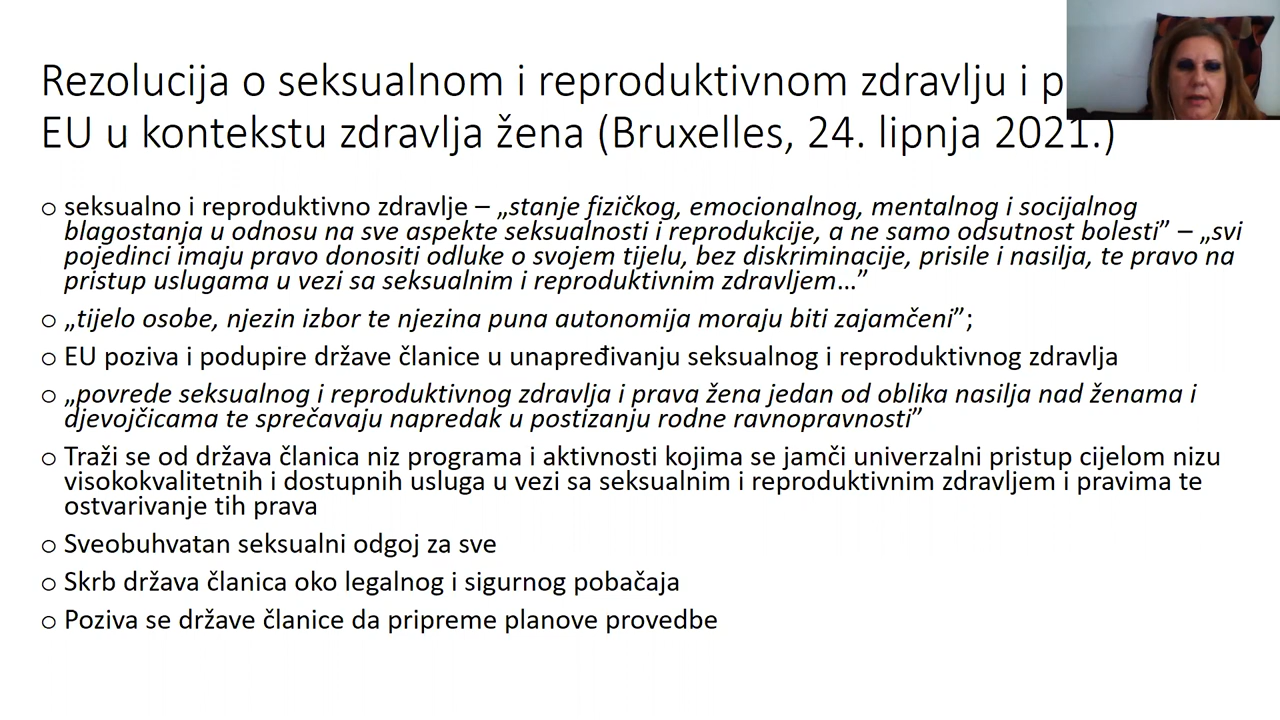 Rezolucija o seksualnom i reproduktivnom zdravlju i
EU u kontekstu zdravlja žena (Bruxelles, 24. lipnja 2021.)
o seksualno i reproduktivno zdravlje – „stanje fizičkog, emocionalnog, mentalnog i socijalnog
blagostanja u odnosu na sve aspekte seksualnosti i reprodukcije, a ne samo odsutnost bolesti” – „svi
pojedinci imaju pravo donositi odluke o svojem tijelu, bez diskriminacije, prisile i nasilja, te pravo na
pristup uslugama u vezi sa seksualnim i reproduktivnim zdravljem…”
o „tijelo osobe, njezin izbor te njezina puna autonomija moraju biti zajamčeni”;
o EU poziva i podupire države članice u unapređivanju seksualnog i reproduktivnog zdravlja
o „povrede seksualnog i reproduktivnog zdravlja i prava žena jedan od oblika nasilja nad ženama i
djevojčicama te sprečavaju napredak u postizanju rodne ravnopravnosti”
o Traži se od država članica niz programa i aktivnosti kojima se jamči univerzalni pristup cijelom nizu
visokokvalitetnih i dostupnih usluga u vezi sa seksualnim i reproduktivnim zdravljem i pravima te
ostvarivanje tih prava
o Sveobuhvatan seksualni odgoj za sve
o Skrb država članica oko legalnog i sigurnog pobačaja
o Poziva se države članice da pripreme planove provedbe